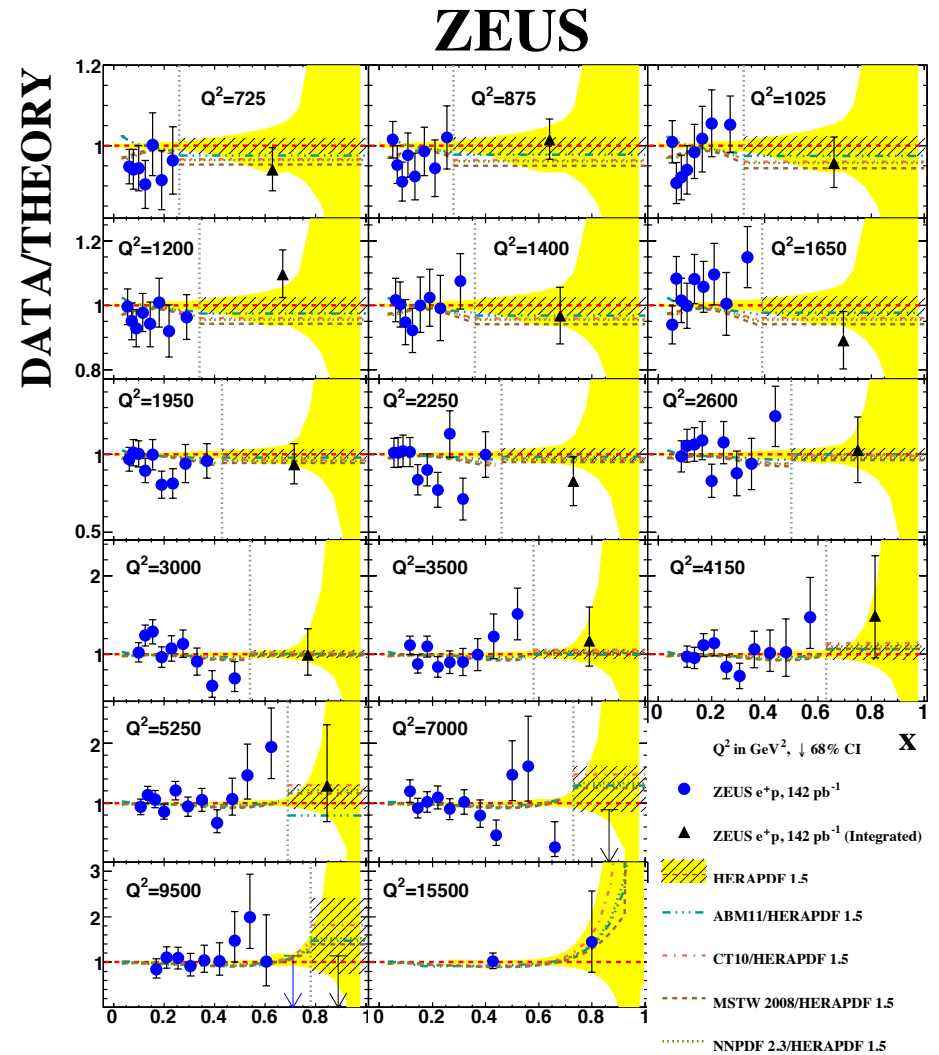 ZEUS
DATA/THEORY
1.2
1
Q²=725
Q²=875
Q²=1025
1.2
1
0.8
Q²=1200
Q²=1400
Q²=1650
1
0.5
Q²=1950
Q²=2250
Q²=2600
2
1
Q²=3000
Q²=3500
Q²=4150
0.2 0.4 0.6 0.8 1
x
2
1
Q²=5250
Q²=7000
3
2
1
Q²=9500
Q²=15500
0 0.2 0.4 0.6 0.8 1 0 0.2 0.4 0.6 0.8 1
Q² in GeV², ↓ 68% CI
ZEUS e⁺p, 142 pb⁻¹
ZEUS e⁺p, 142 pb⁻¹ (Integrated)
HERAPDF 1.5
ABM11/HERAPDF 1.5
CT10/HERAPDF 1.5
MSTW 2008/HERAPDF 1.5
NNPDF 2.3/HERAPDF 1.5